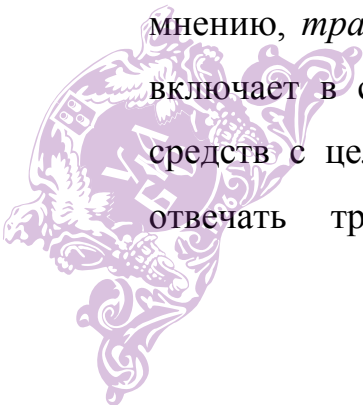 мнению, тра
включает в с
средств с це
отвечать тр